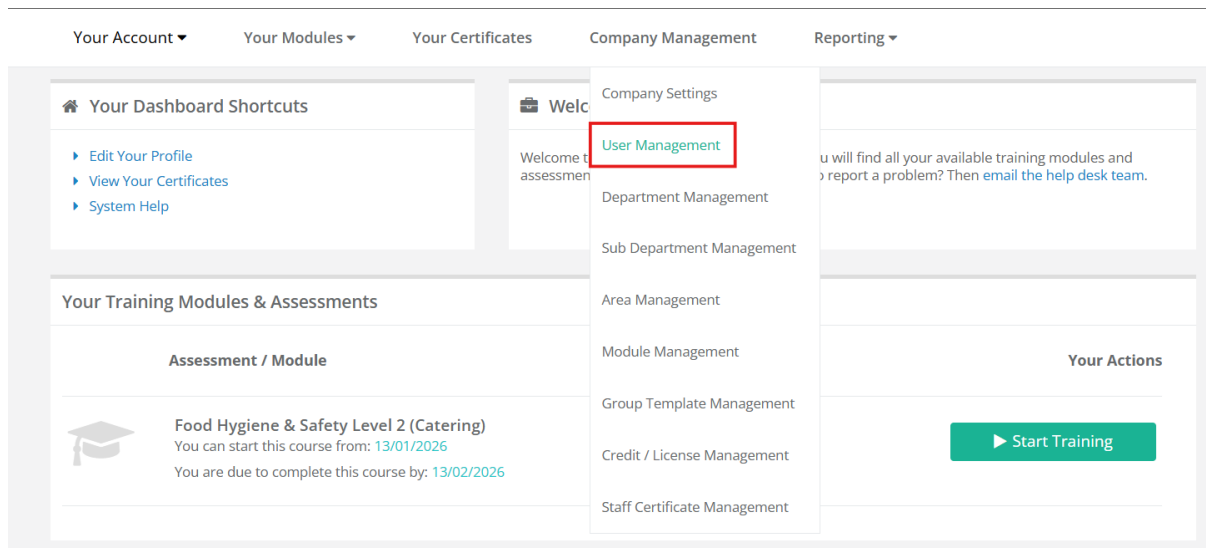 Your Account Your Modules Your Certificates Company Management Reporting
Your Dashboard Shortcuts
Edit Your Profile
View Your Certificates
System Help
Welc
Welcome t u will find all your available training modules and
assessmen o report a problem? Then email the help desk team.
Company Settings
User Management
Department Management
Sub Department Management
Area Management
Module Management
Group Template Management
Credit / License Management
Staff Certificate Management
Your Training Modules & Assessments
Assessment / Module Your Actions
Food Hygiene & Safety Level 2 (Catering)
You can start this course from: 13/01/2026
You are due to complete this course by: 13/02/2026
Start Training